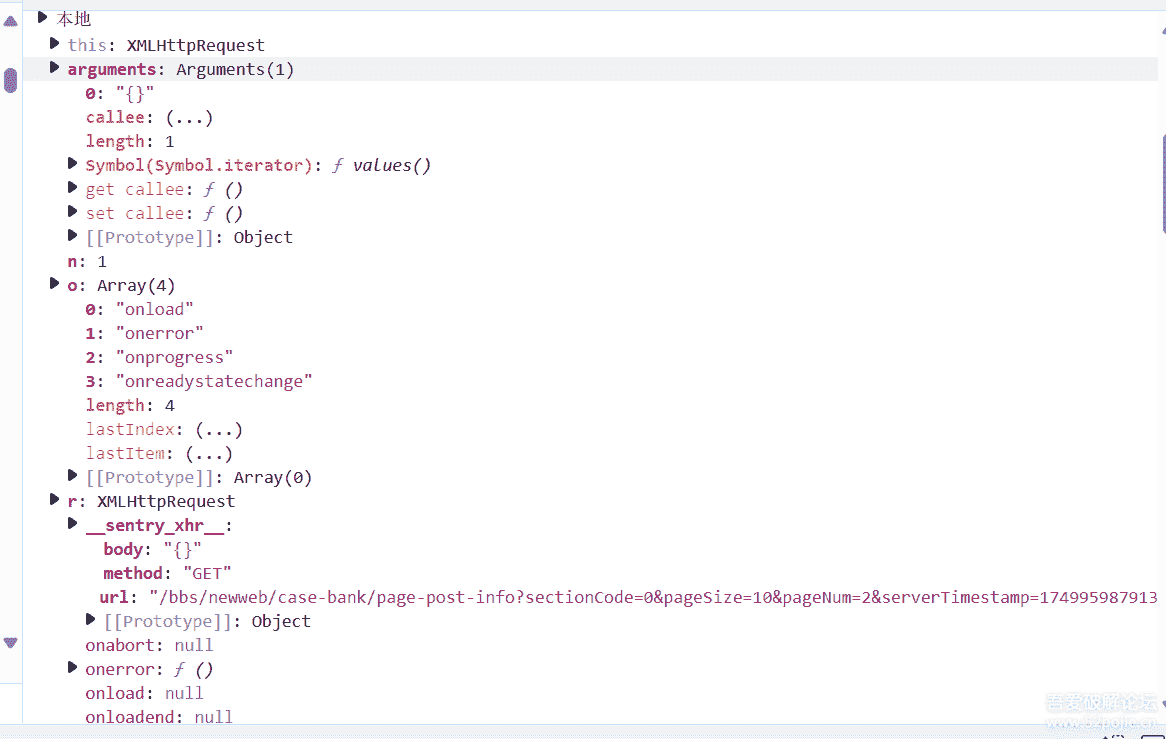 本地
this: XMLHttpRequest
arguments: Arguments(1)
0: "{}"
callee: (...)
length: 1
Symbol(Symbol.iterator): ƒ values()
get callee: ƒ ()
set callee: ƒ ()
[[Prototype]]: Object
n: 1
o: Array(4)
0: "onload"
1: "onerror"
2: "onprogress"
3: "onreadystatechange"
length: 4
lastIndex: (...)
lastItem: (...)
[[Prototype]]: Array(0)
r: XMLHttpRequest
__sentry_xhr__:
body: "{}"
method: "GET"
url: "/bbs/newweb/case-bank/page-post-info?sectionCode=0&pageSize=10&pageNum=2&serverTimestamp=174995987913
[[Prototype]]: Object
onabort: null
onerror: ƒ ()
onload: null
onloadend: null
吾爱破解论坛
www.52pojie.cn